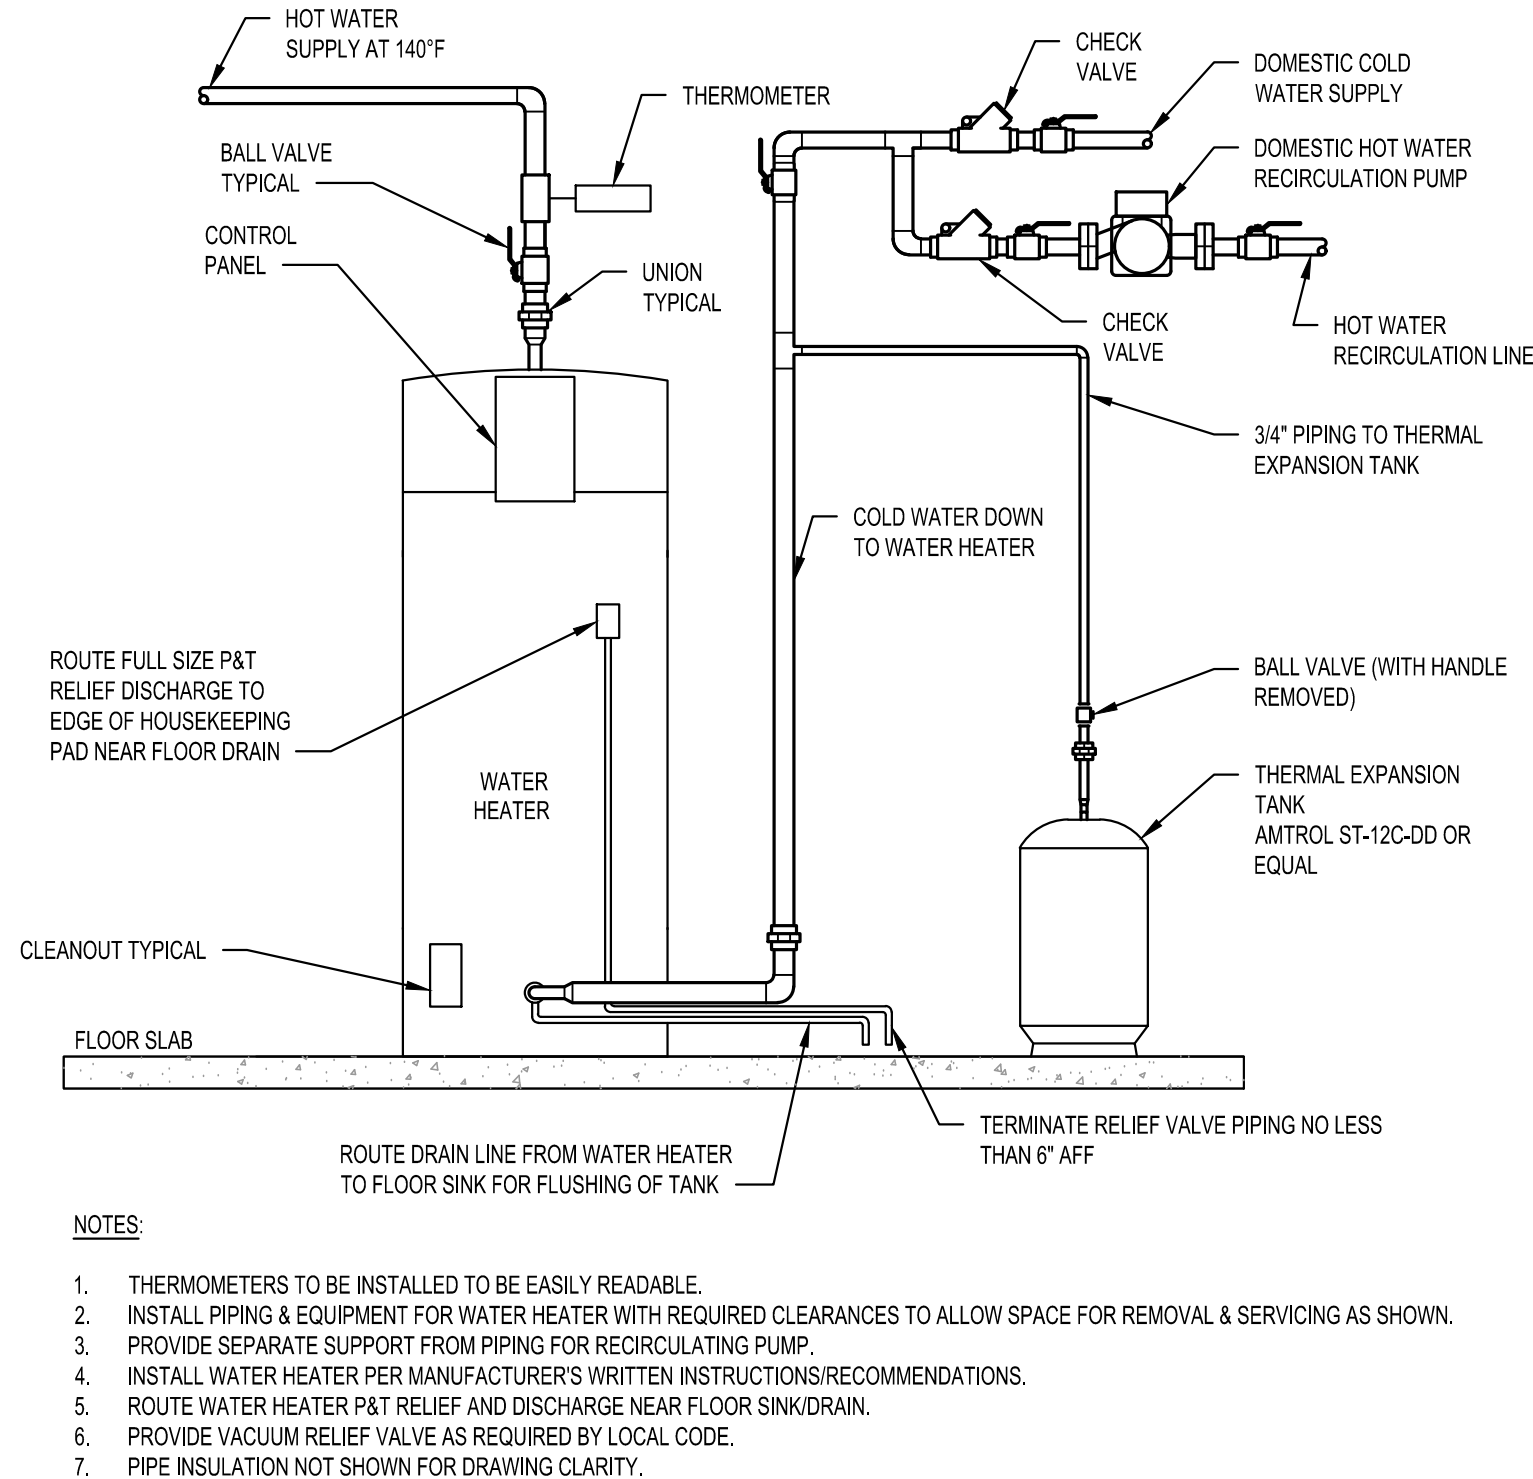 HOT WATER
SUPPLY AT 140°F
THERMOMETER
CHECK
VALVE
DOMESTIC COLD
WATER SUPPLY
BALL VALVE
TYPICAL
DOMESTIC HOT WATER
RECIRCULATION PUMP
CONTROL
PANEL
UNION
TYPICAL
CHECK
VALVE
HOT WATER
RECIRCULATION LINE
3/4" PIPING TO THERMAL
EXPANSION TANK
COLD WATER DOWN
TO WATER HEATER
ROUTE FULL SIZE P&T
RELIEF DISCHARGE TO
EDGE OF HOUSEKEEPING
PAD NEAR FLOOR DRAIN
BALL VALVE (WITH HANDLE
REMOVED)
WATER
HEATER
THERMAL EXPANSION
TANK
AMTROL ST-12C-DD OR
EQUAL
CLEANOUT TYPICAL
FLOOR SLAB
TERMINATE RELIEF VALVE PIPING NO LESS
THAN 6" AFF
ROUTE DRAIN LINE FROM WATER HEATER
TO FLOOR SINK FOR FLUSHING OF TANK
NOTES:
1. THERMOMETERS TO BE INSTALLED TO BE EASILY READABLE.
2. INSTALL PIPING & EQUIPMENT FOR WATER HEATER WITH REQUIRED CLEARANCES TO ALLOW SPACE FOR REMOVAL & SERVICING AS SHOWN.
3. PROVIDE SEPARATE SUPPORT FROM PIPING FOR RECIRCULATING PUMP.
4. INSTALL WATER HEATER PER MANUFACTURER'S WRITTEN INSTRUCTIONS/RECOMMENDATIONS.
5. ROUTE WATER HEATER P&T RELIEF AND DISCHARGE NEAR FLOOR SINK/DRAIN.
6. PROVIDE VACUUM RELIEF VALVE AS REQUIRED BY LOCAL CODE.
7. PIPE INSULATION NOT SHOWN FOR DRAWING CLARITY.